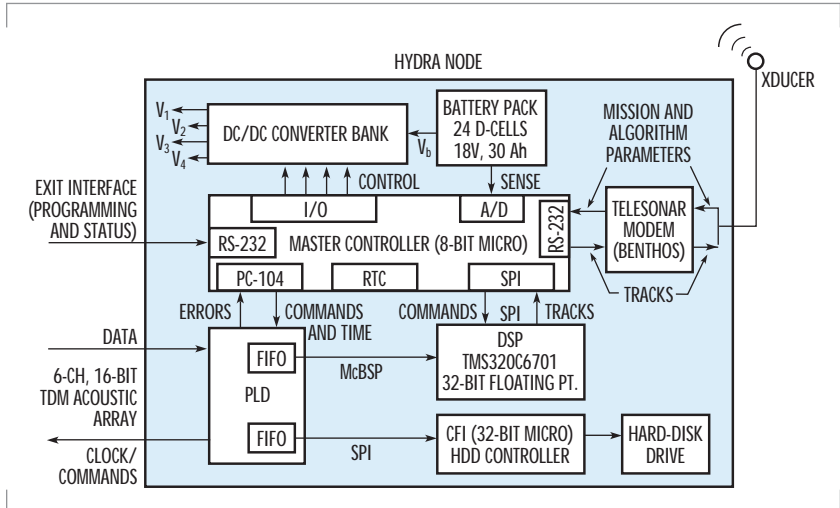 HYDRA NODE
XDUCER
V1
V2
V3
V4
DC/DC CONVERTER BANK
Vb
BATTERY PACK
24 D-CELLS
18V, 30 Ah
MISSION AND
ALGORITHM
PARAMETERS
CONTROL
SENSE
EXIT INTERFACE
(PROGRAMMING
AND STATUS)
I/O
A/D
RS-232
MASTER CONTROLLER (8-BIT MICRO)
RS-232
TELESONAR
MODEM
(BENTHOS)
PC-104
RTC
SPI
TRACKS
ERRORS
COMMANDS
AND TIME
COMMANDS
SPI
TRACKS
DATA
6-CH, 16-BIT
TDM ACOUSTIC
ARRAY
CLOCK/
COMMANDS
FIFO
PLD
FIFO
McBSP
DSP
TMS320C6701
32-BIT FLOATING PT.
SPI
CFI (32-BIT MICRO)
HDD CONTROLLER
HARD-DISK
DRIVE